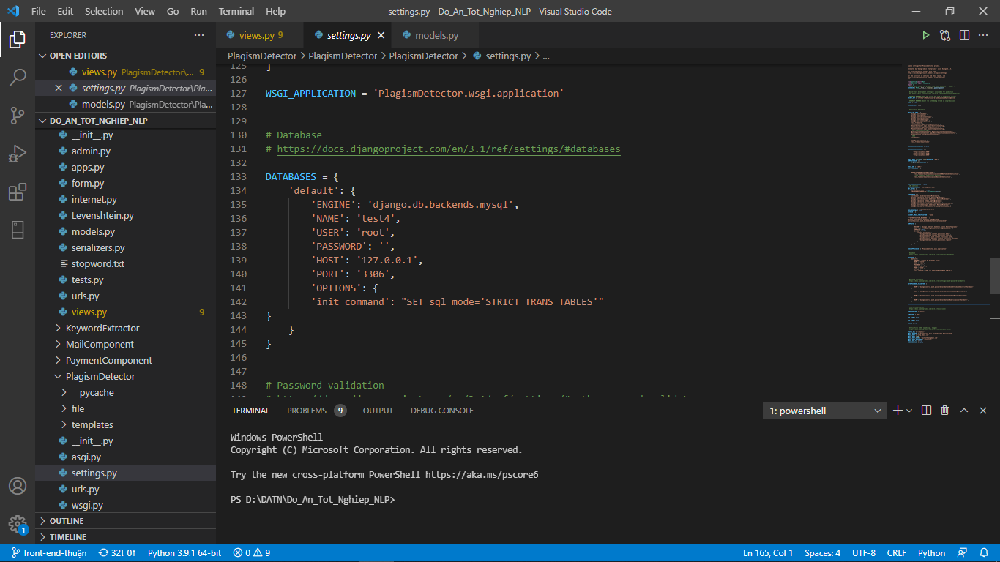 File Edit Selection View Go Run Terminal Help settings.py - Do_An_Tot_Nghiep_NLP - Visual Studio Code
EXPLORER
OPEN EDITORS
views.py PlagismDetector\... 9
settings.py PlagismDetector\Pla...
models.py PlagismDetector\Pla...
DO_AN_TOT_NGHIEP_NLP
__init__.py
admin.py
apps.py
form.py
internet.py
Levenshtein.py
models.py
serializers.py
stopword.txt
tests.py
urls.py
views.py 9
KeywordExtractor
MailComponent
PaymentComponent
PlagismDetector
__pycache__
file
templates
__init__.py
asgi.py
settings.py
urls.py
wsgi.py
OUTLINE
TIMELINE
views.py 9 settings.py models.py
PlagismDetector > PlagismDetector > PlagismDetector > settings.py > ...
125 ]
126
127 WSGI_APPLICATION = 'PlagismDetector.wsgi.application'
128
129
130 # Database
131 # https://docs.djangoproject.com/en/3.1/ref/settings/#databases
132
133 DATABASES = {
134 'default': {
135 'ENGINE': 'django.db.backends.mysql',
136 'NAME': 'test4',
137 'USER': 'root',
138 'PASSWORD': '',
139 'HOST': '127.0.0.1',
140 'PORT': '3306',
141 'OPTIONS': {
142 'init_command': "SET sql_mode='STRICT_TRANS_TABLES'"
143 }
144 }
145 }
146
147
148 # Password validation
TERMINAL PROBLEMS 9 OUTPUT DEBUG CONSOLE 1: powershell
Windows PowerShell
Copyright (C) Microsoft Corporation. All rights reserved.
Try the new cross-platform PowerShell https://aka.ms/pscore6
PS D:\DATN\Do_An_Tot_Nghiep_NLP>
1
front-end-thuận 32↓ 0↑ Python 3.9.1 64-bit 0 9 Ln 165, Col 1 Spaces: 4 UTF-8 CRLF Python